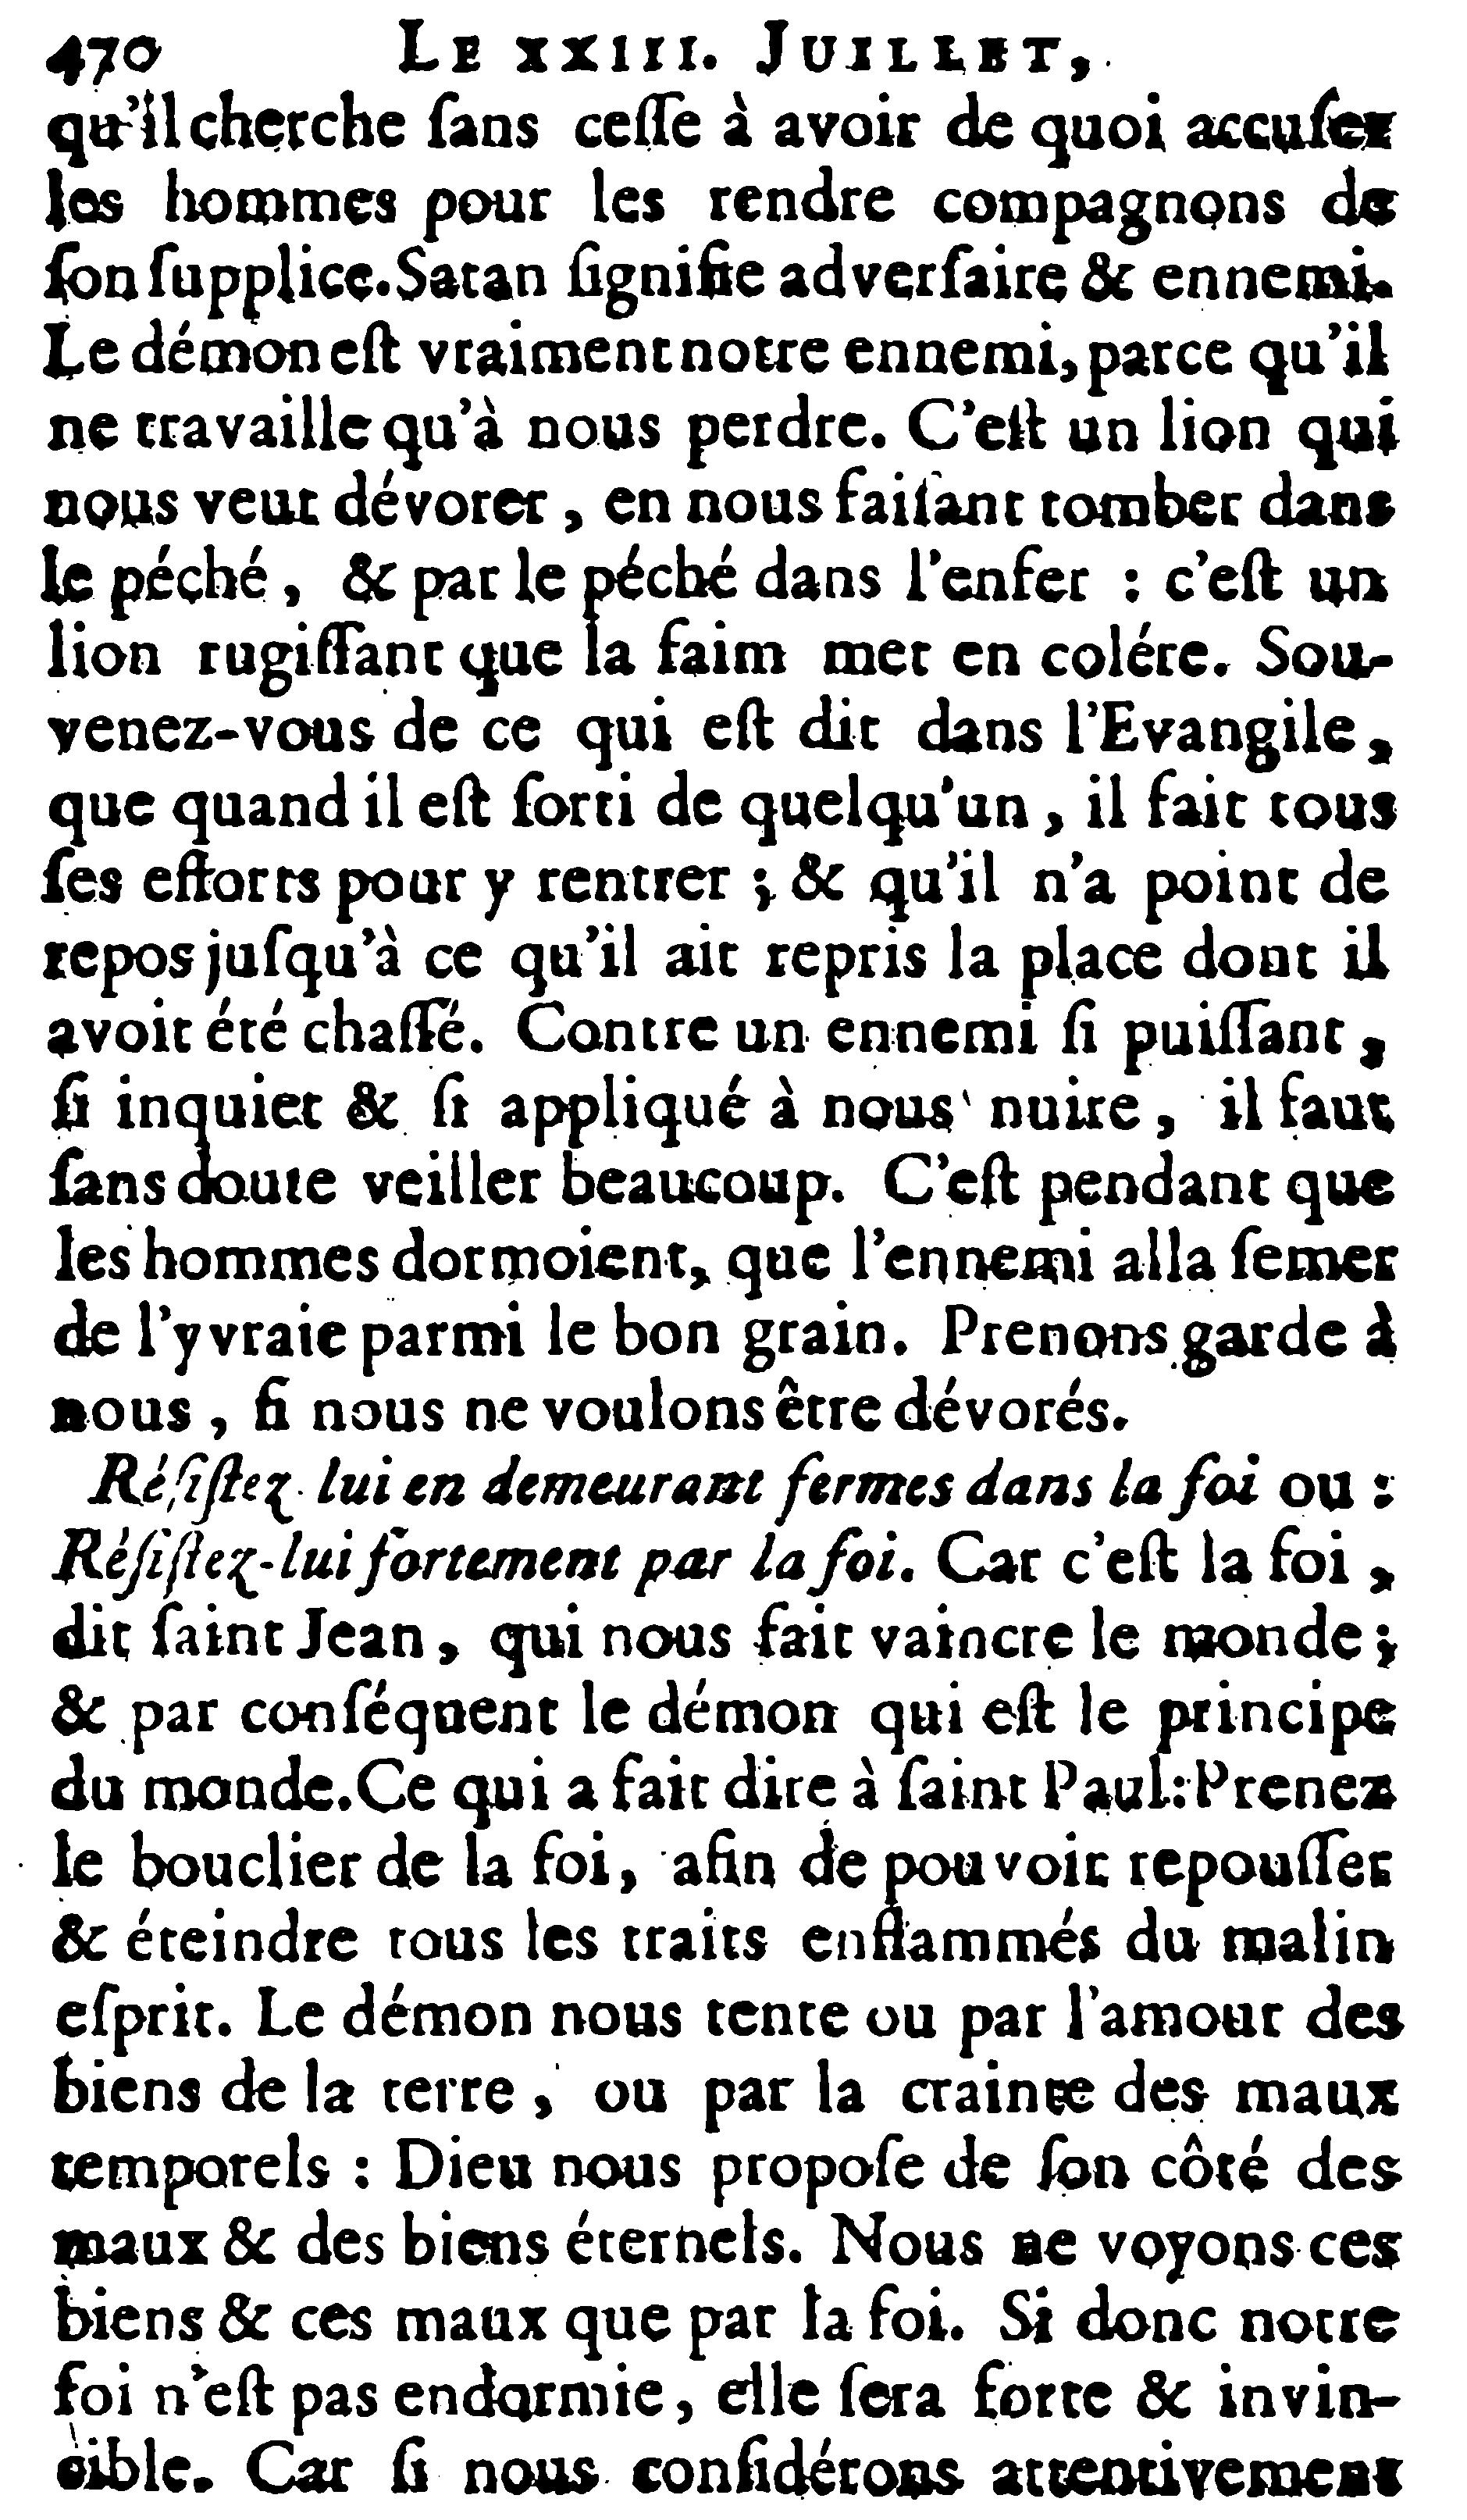 470 LE XXIII. JUILLET,
qu'il cherche ſans ceſſe à avoir de quoi accuſer
les hommes pour les rendre compagnons de
ſon ſupplice. Satan ſignifie adverſaire & ennemi.
Le démon eſt vraiment notre ennemi, parce qu'il
ne travaille qu'à nous perdre. C'eſt un lion qui
nous veut dévorer, en nous faiſant tomber dans
le péché, & par le péché dans l'enfer : c'eſt un
lion rugiſſant que la faim met en colére. Sou-
venez-vous de ce qui eſt dit dans l'Evangile,
que quand il eſt ſorti de quelqu'un, il fait tous
ſes efforts pour y rentrer ; & qu'il n'a point de
repos juſqu'à ce qu'il ait repris la place dont il
avoit été chaſſé. Contre un ennemi ſi puiſſant,
ſi inquiet & ſi appliqué à nous nuire, il faut
ſans doute veiller beaucoup. C'eſt pendant que
les hommes dormoient, que l'ennemi alla ſemer
de l'yvraie parmi le bon grain. Prenons garde à
nous, ſi nous ne voulons être dévorés.
Réſiſtez lui en demeurant fermes dans la foi ou :
Réſiſtez-lui fortement par la foi. Car c'eſt la foi,
dit ſaint Jean, qui nous fait vaincre le monde ;
& par conſéquent le démon qui eſt le principe
du monde. Ce qui a fait dire à ſaint Paul : Prenez
le bouclier de la foi, afin de pouvoir repouſſer
& éteindre tous les traits enflammés du malin
eſprit. Le démon nous tente ou par l'amour des
biens de la terre, ou par la crainte des maux
temporels : Dieu nous propoſe de ſon côté des
maux & des biens éternels. Nous ne voyons ces
biens & ces maux que par la foi. Si donc notre
foi n'eſt pas endormie, elle ſera forte & invin-
cible. Car ſi nous conſidérons attentivement